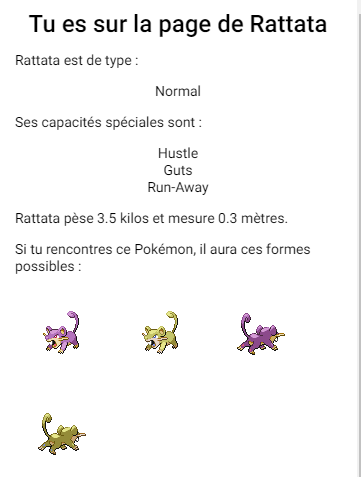 Tu es sur la page de Rattata
Rattata est de type :
Normal
Ses capacités spéciales sont :
Hustle
Guts
Run-Away
Rattata pèse 3.5 kilos et mesure 0.3 mètres.
Si tu rencontres ce Pokémon, il aura ces formes
possibles :